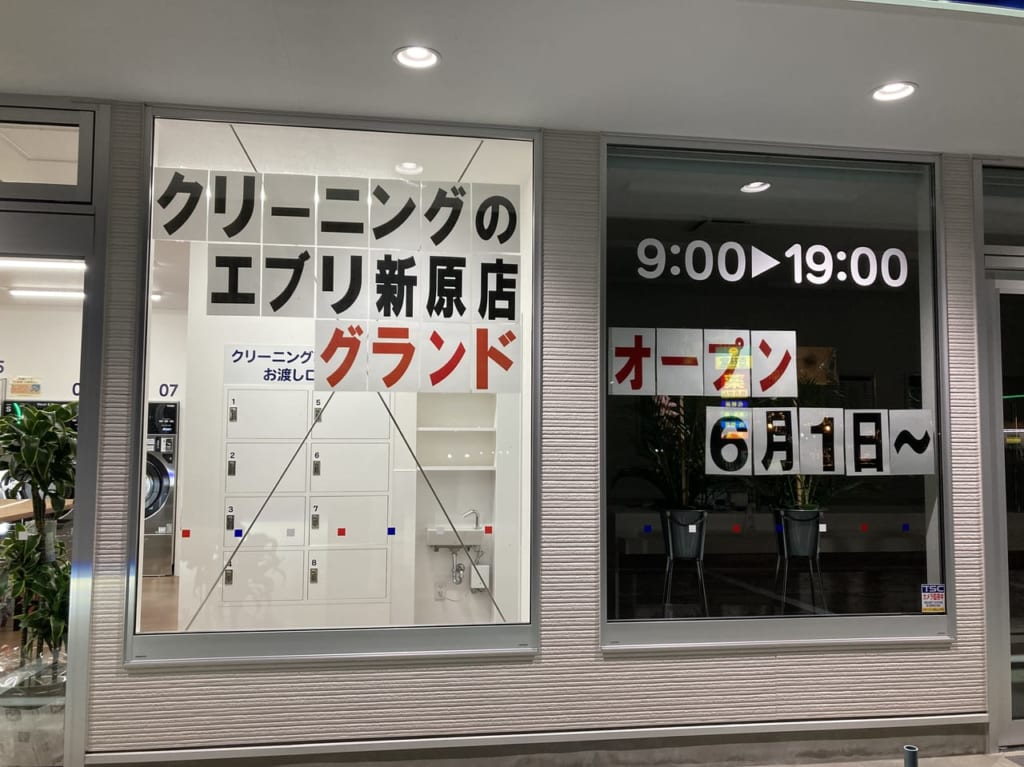 クリーニングの
エブリ新原店
グランド
クリーニング
お渡し口
1
2
3
4
5
6
7
8
07
9:00▶19:00
オープン
6月1日~
TSC